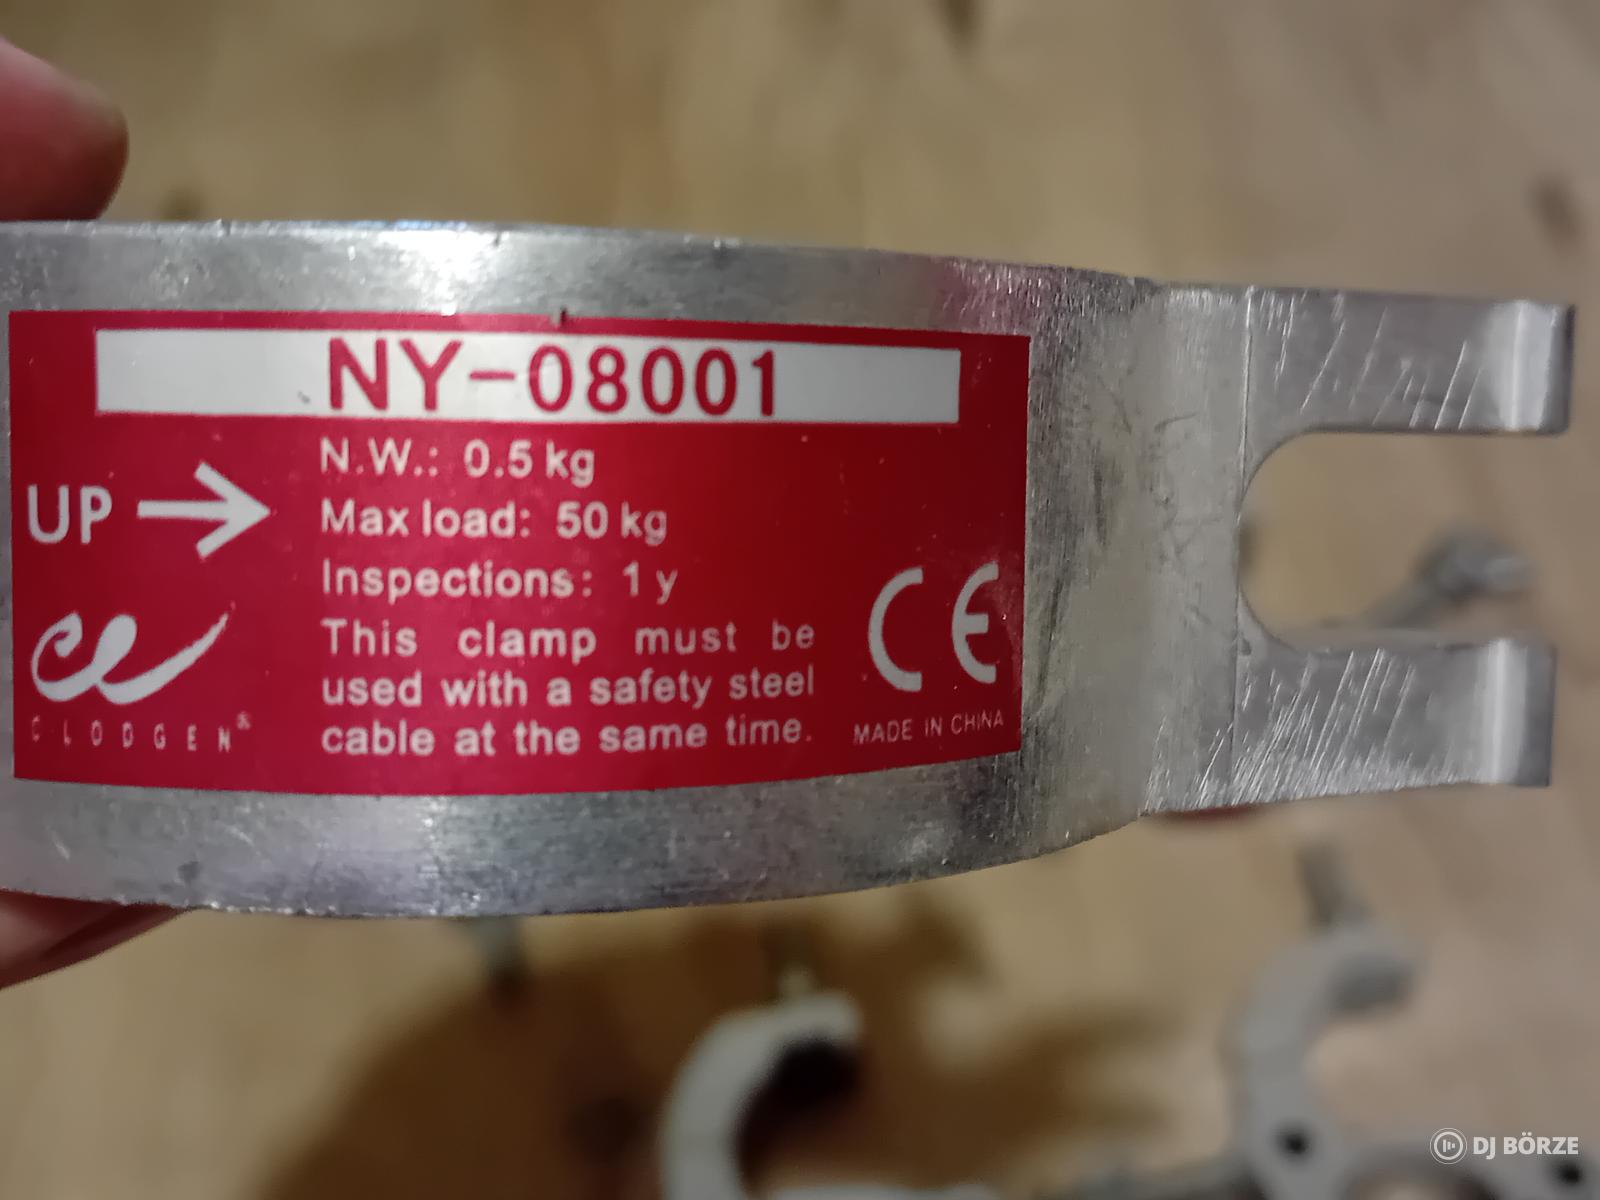 NY-08001
N.W.: 0.5 kg
UP
Max load: 50 kg
Inspections: 1 y
This clamp must be
used with a safety steel
cable at the same time.
CLODGEN®
CE
MADE IN CHINA
DJ BÖRZE